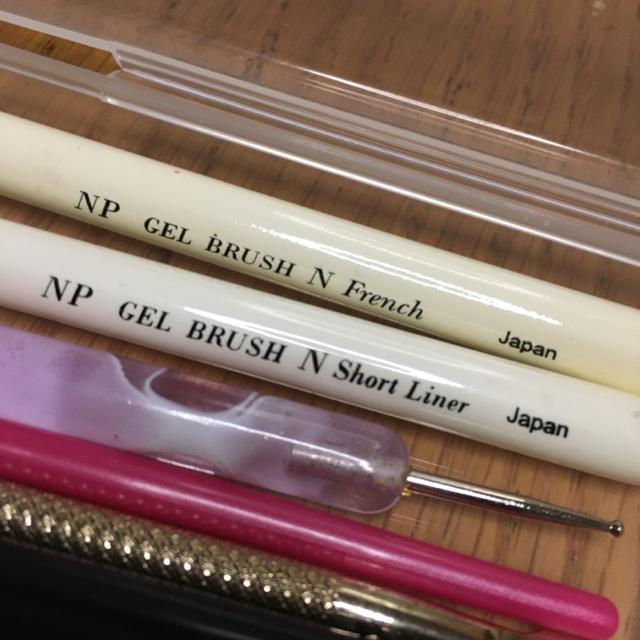 NP GEL BRUSH N French Japan
NP GEL BRUSH N Short Liner Japan